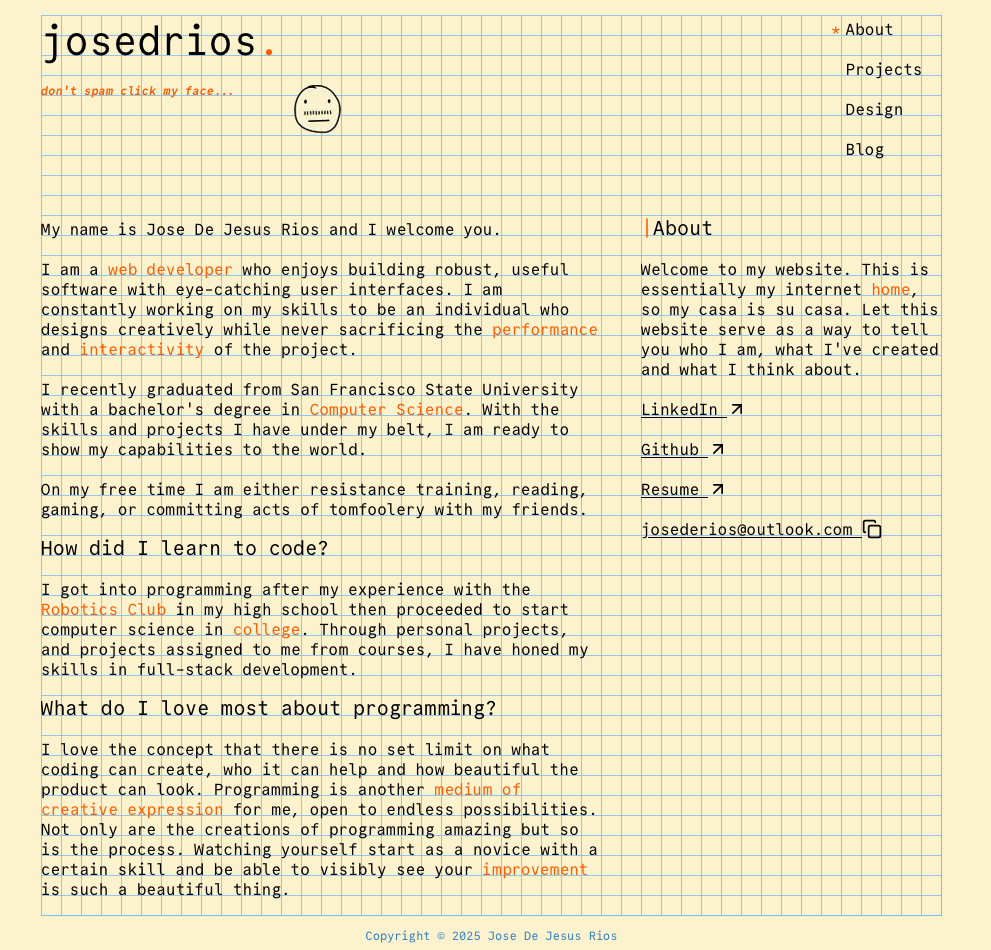 josedrios.
don't spam click my face...
* About
Projects
Design
Blog
My name is Jose De Jesus Rios and I welcome you.
I am a web developer who enjoys building robust, useful
software with eye-catching user interfaces. I am
constantly working on my skills to be an individual who
designs creatively while never sacrificing the performance
and interactivity of the project.
I recently graduated from San Francisco State University
with a bachelor's degree in Computer Science. With the
skills and projects I have under my belt, I am ready to
show my capabilities to the world.
On my free time I am either resistance training, reading,
gaming, or committing acts of tomfoolery with my friends.
How did I learn to code?
I got into programming after my experience with the
Robotics Club in my high school then proceeded to start
computer science in college. Through personal projects,
and projects assigned to me from courses, I have honed my
skills in full-stack development.
What do I love most about programming?
I love the concept that there is no set limit on what
coding can create, who it can help and how beautiful the
product can look. Programming is another medium of
creative expression for me, open to endless possibilities.
Not only are the creations of programming amazing but so
is the process. Watching yourself start as a novice with a
certain skill and be able to visibly see your improvement
is such a beautiful thing.
|About
Welcome to my website. This is
essentially my internet home,
so my casa is su casa. Let this
website serve as a way to tell
you who I am, what I've created
and what I think about.
LinkedIn
Github
Resume
josederios@outlook.com
Copyright © 2025 Jose De Jesus Rios